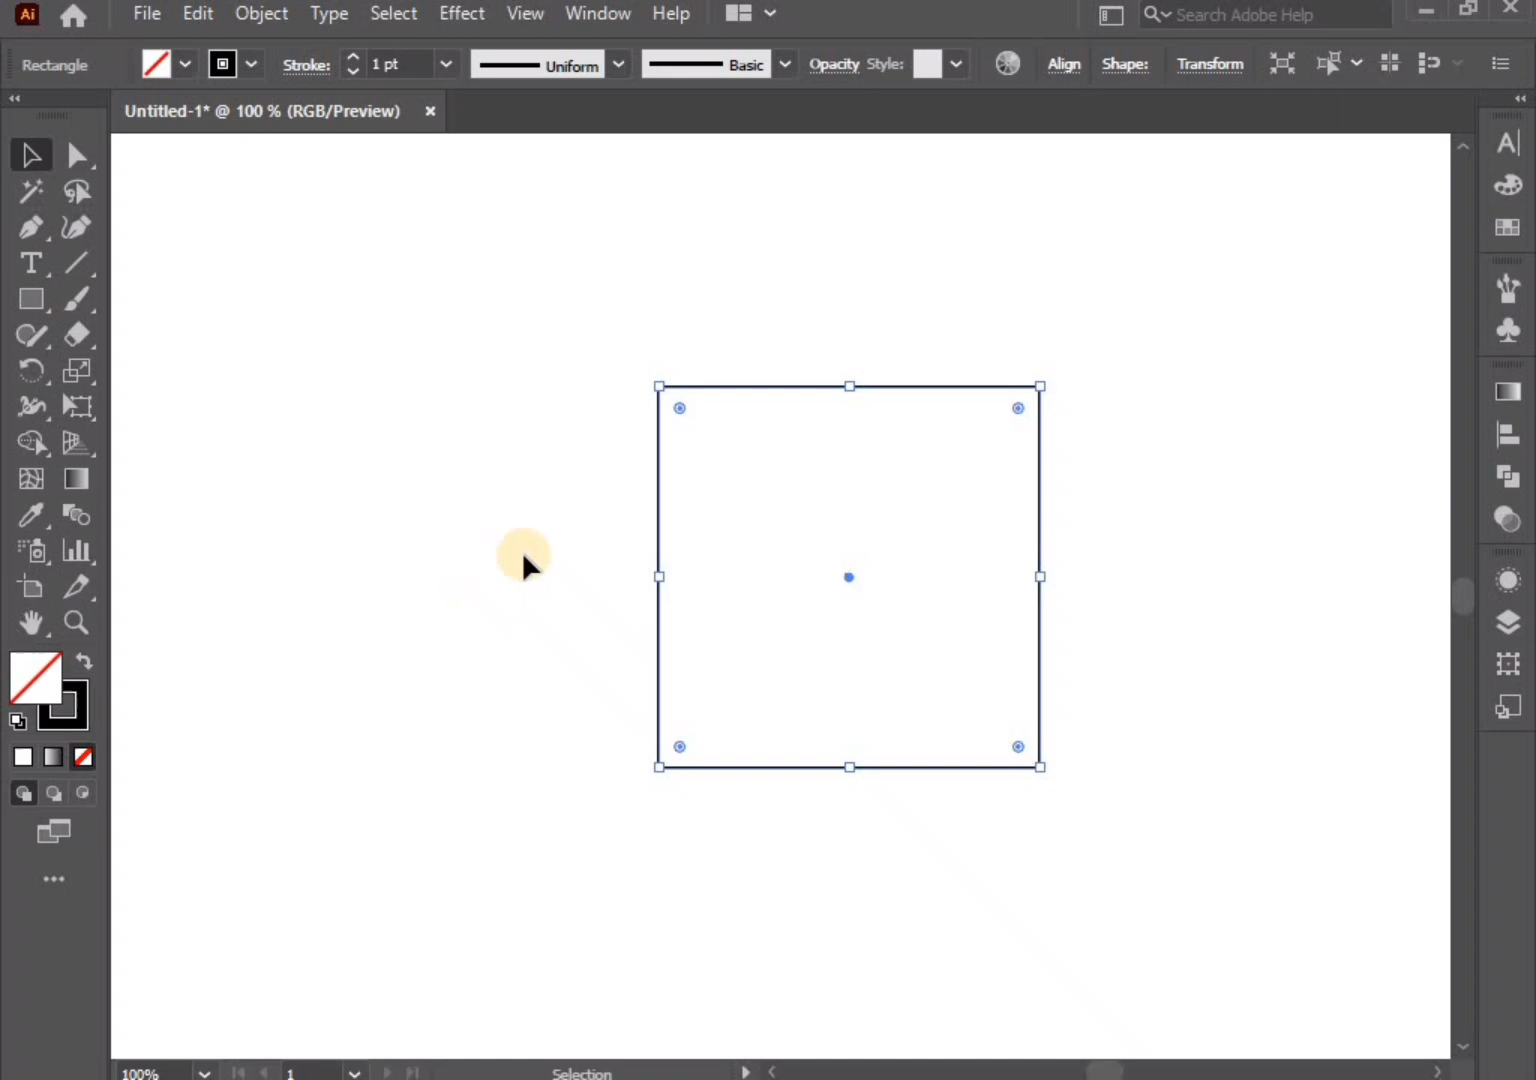 Ai File Edit Object Type Select Effect View Window Help Search Adobe Help
Rectangle Stroke: 1 pt Uniform Basic Opacity Style: Align Shape: Transform
Untitled-1* @ 100 % (RGB/Preview) ×
100% 1 Selection